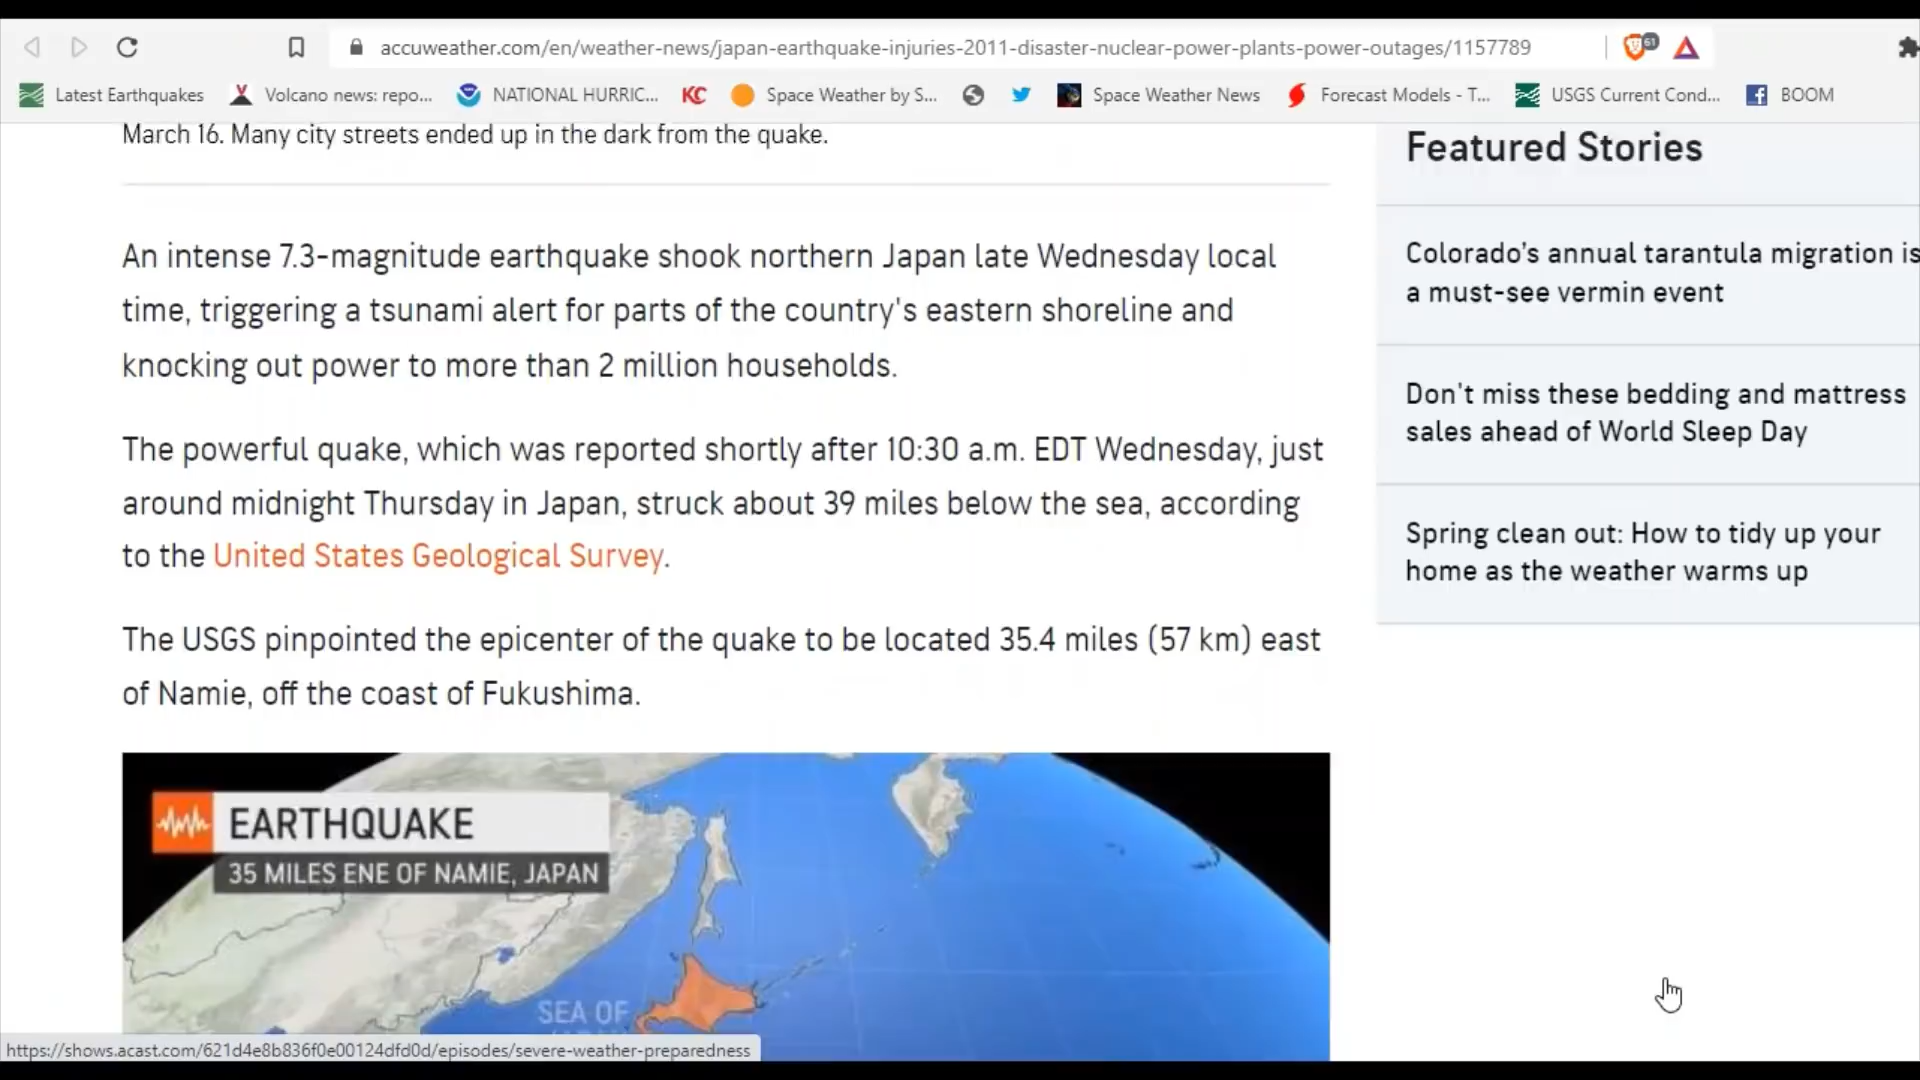 accuweather.com/en/weather-news/japan-earthquake-injuries-2011-disaster-nuclear-power-plants-power-outages/1157789
61
Latest Earthquakes
Volcano news: repo...
NATIONAL HURRIC...
KC
Space Weather by S...
Space Weather News
Forecast Models - T...
USGS Current Cond...
BOOM
March 16. Many city streets ended up in the dark from the quake.
An intense 7.3-magnitude earthquake shook northern Japan late Wednesday local
time, triggering a tsunami alert for parts of the country's eastern shoreline and
knocking out power to more than 2 million households.
The powerful quake, which was reported shortly after 10:30 a.m. EDT Wednesday, just
around midnight Thursday in Japan, struck about 39 miles below the sea, according
to the United States Geological Survey.
The USGS pinpointed the epicenter of the quake to be located 35.4 miles (57 km) east
of Namie, off the coast of Fukushima.
EARTHQUAKE
35 MILES ENE OF NAMIE, JAPAN
SEA OF
Featured Stories
Colorado's annual tarantula migration is
a must-see vermin event
Don't miss these bedding and mattress
sales ahead of World Sleep Day
Spring clean out: How to tidy up your
home as the weather warms up
https://shows.acast.com/621d4e8b836f0e00124dfd0d/episodes/severe-weather-preparedness